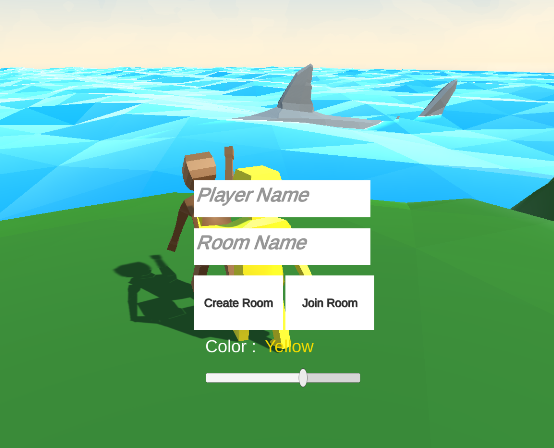 Player Name
Room Name
Create Room
Join Room
Color : Yellow